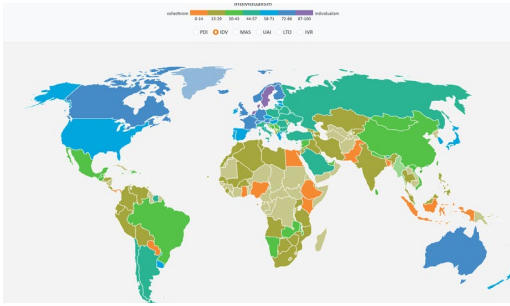 individualism
collectivism individualism
0-14 15-29 30-43 44-57 58-71 72-86 87-100
PDI IDV MAS UAI LTO IVR